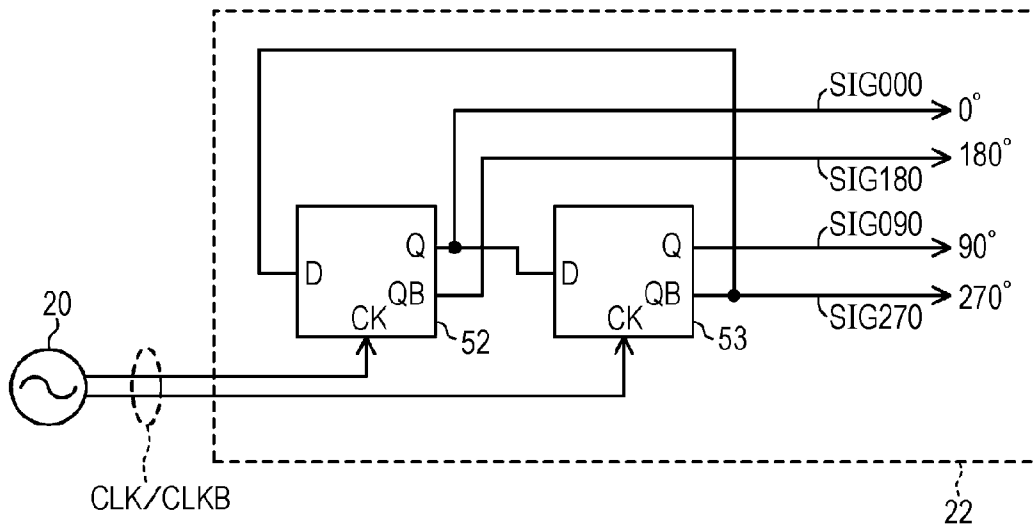 SIG000
0°
180°
SIG180
SIG090
90°
270°
SIG270
D
Q
QB
CK
52
D
Q
QB
CK
53
20
CLK/CLKB
22